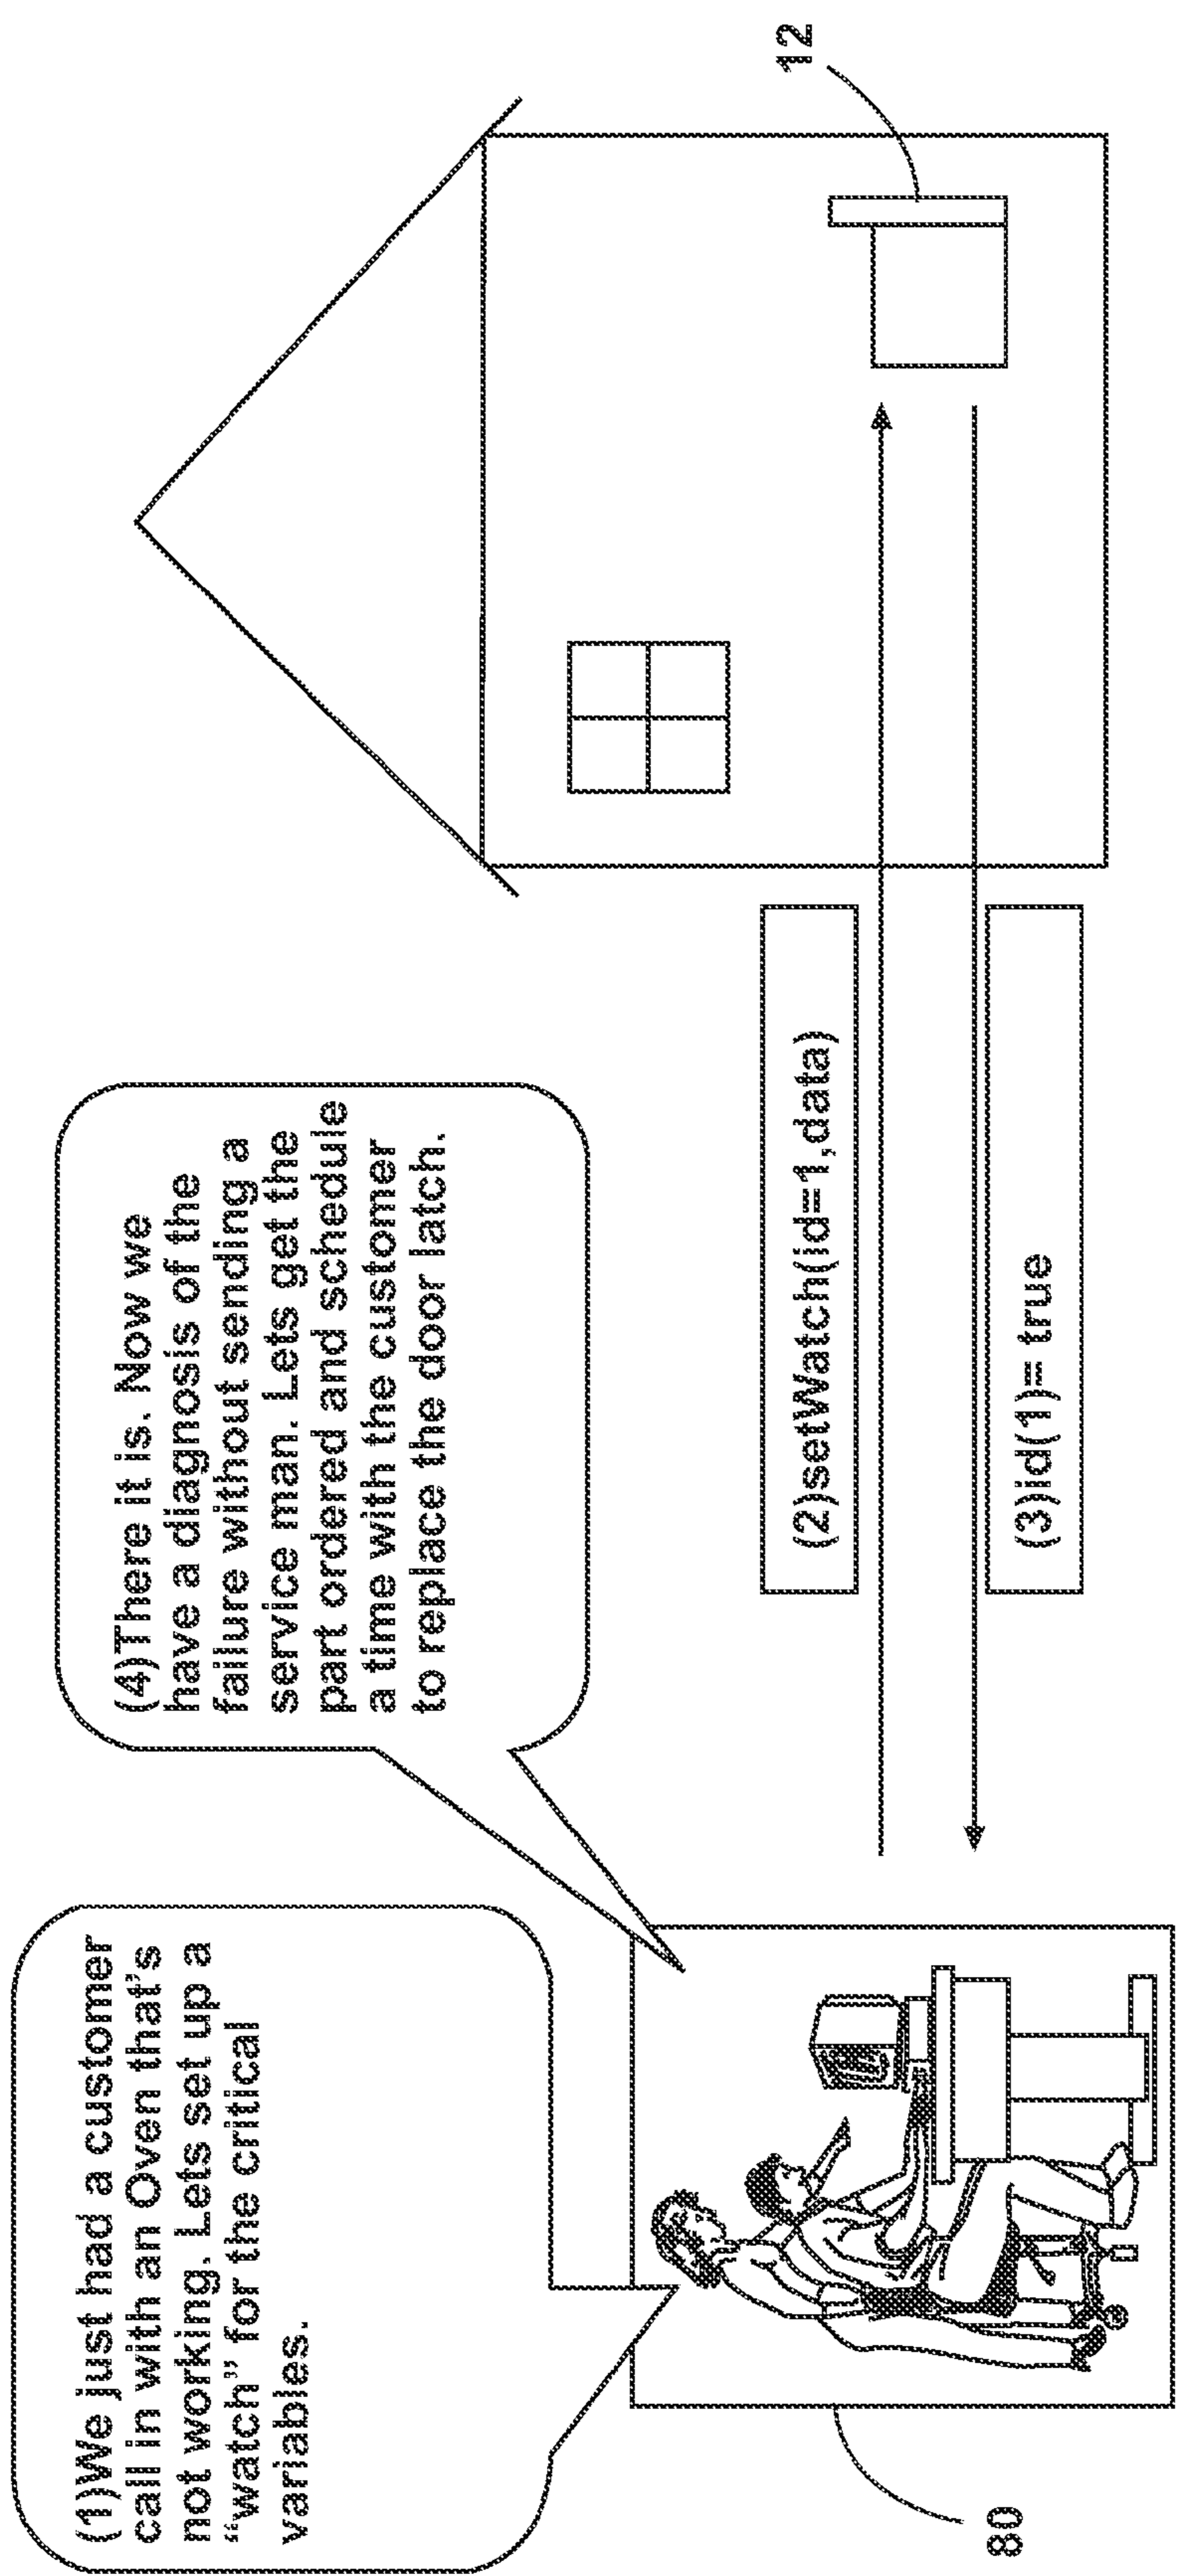 (1)We just had a customer
call in with an Oven that's
not working. Lets set up a
“watch” for the critical
variables.
(4)There it is. Now we
have a diagnosis of the
failure without sending a
service man. Lets get the
part ordered and schedule
a time with the customer
to replace the door latch.
(2)setWatch(id=1,data)
(3)id(1)= true
12
80